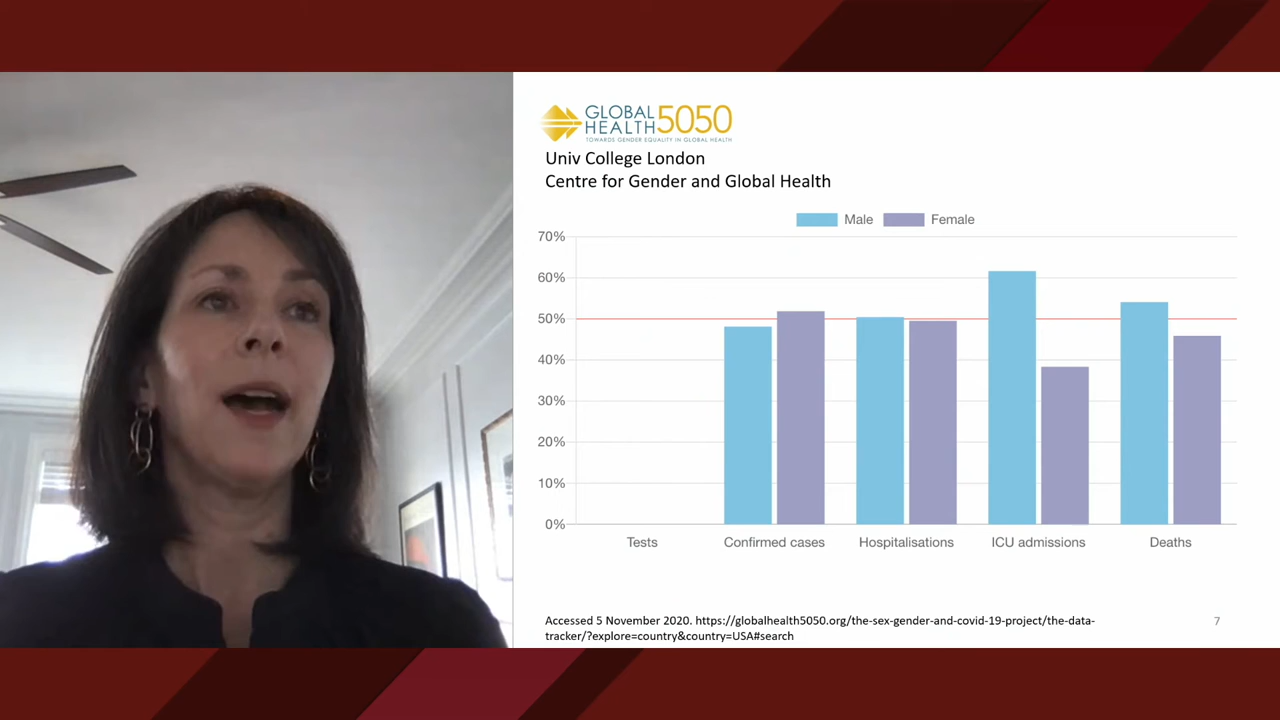 GLOBAL
HEALTH 5050
TOWARDS GENDER EQUALITY IN GLOBAL HEALTH
Univ College London
Centre for Gender and Global Health
Male Female
70%
60%
50%
40%
30%
20%
10%
0%
Tests Confirmed cases Hospitalisations ICU admissions Deaths
Accessed 5 November 2020. https://globalhealth5050.org/the-sex-gender-and-covid-19-project/the-data-
tracker/?explore=country&country=USA#search
7